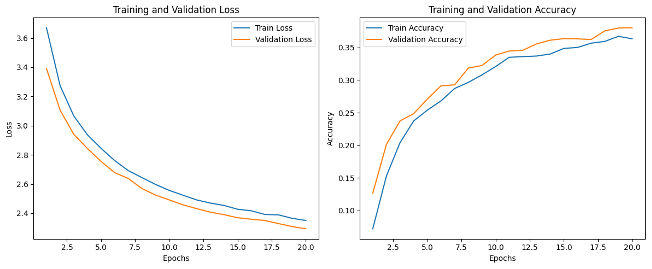 Training and Validation Loss
Train Loss
Validation Loss
3.6
3.4
3.2
3.0
2.8
2.6
2.4
Loss
2.5
5.0
7.5
10.0
12.5
15.0
17.5
20.0
Epochs
Training and Validation Accuracy
Train Accuracy
Validation Accuracy
0.35
0.30
0.25
0.20
0.15
0.10
Accuracy
2.5
5.0
7.5
10.0
12.5
15.0
17.5
20.0
Epochs